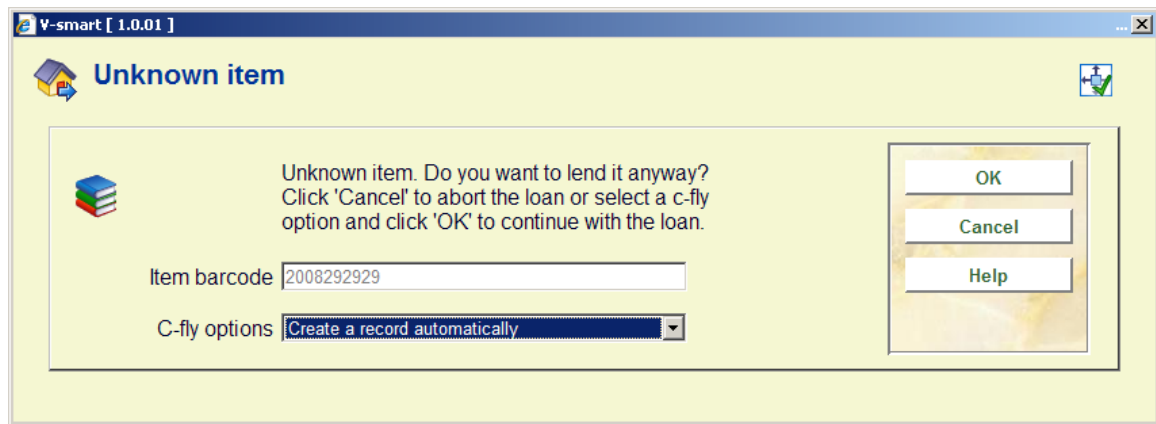 V-smart [ 1.0.01 ]
...
Unknown item
Unknown item. Do you want to lend it anyway?
Click 'Cancel' to abort the loan or select a c-fly
option and click 'OK' to continue with the loan.
Item barcode 2008292929
C-fly options Create a record automatically
OK
Cancel
Help